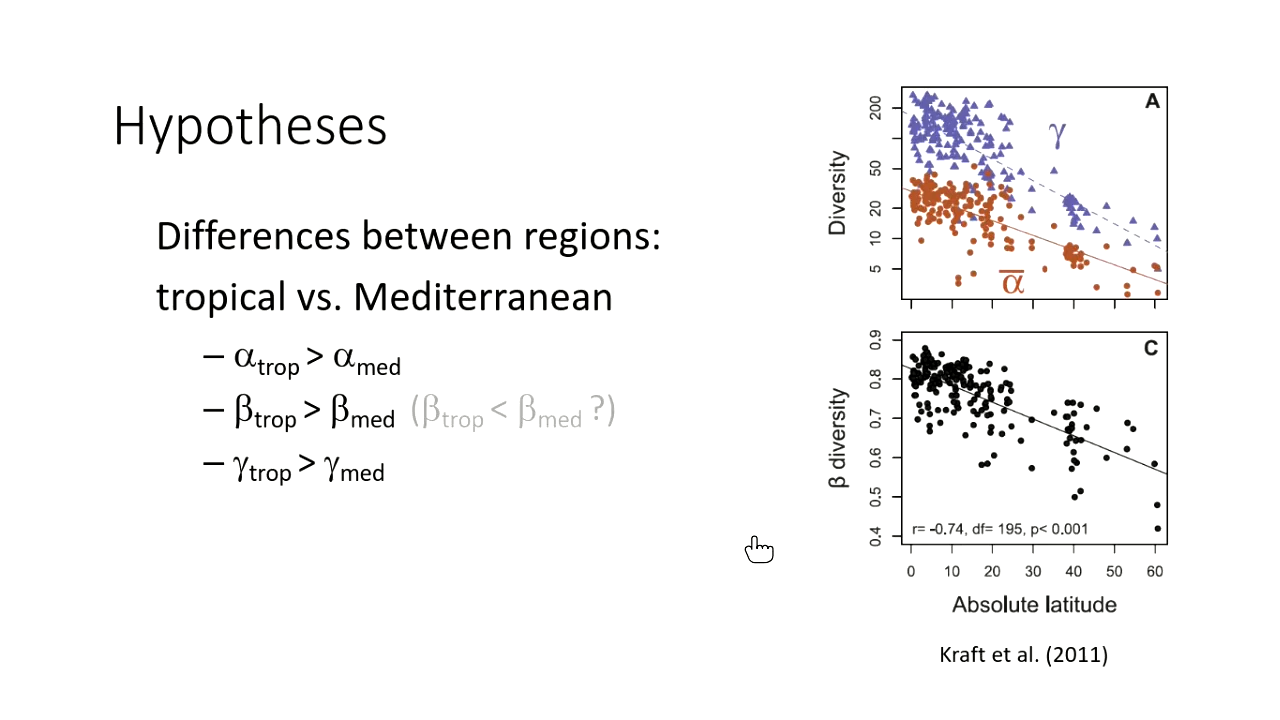 Hypotheses
Differences between regions:
tropical vs. Mediterranean
– αtrop > αmed
– βtrop > βmed (βtrop < βmed ?)
– γtrop > γmed
A
γ
α̅
Diversity
200
50
20
10
5
C
β diversity
0.9
0.8
0.7
0.6
0.5
0.4
r= -0.74, df= 195, p< 0.001
0 10 20 30 40 50 60
Absolute latitude
Kraft et al. (2011)